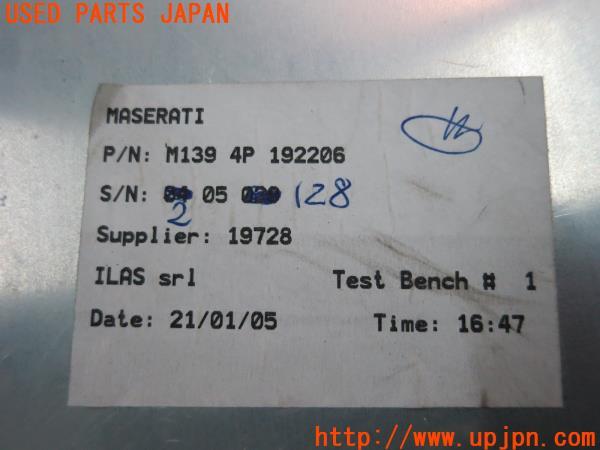 USED PARTS JAPAN
MASERATI
P/N: M139 4P 192206
S/N: 05 128
2
Supplier: 19728
ILAS srl Test Bench # 1
Date: 21/01/05 Time: 16:47
http://www.upjpn.com/